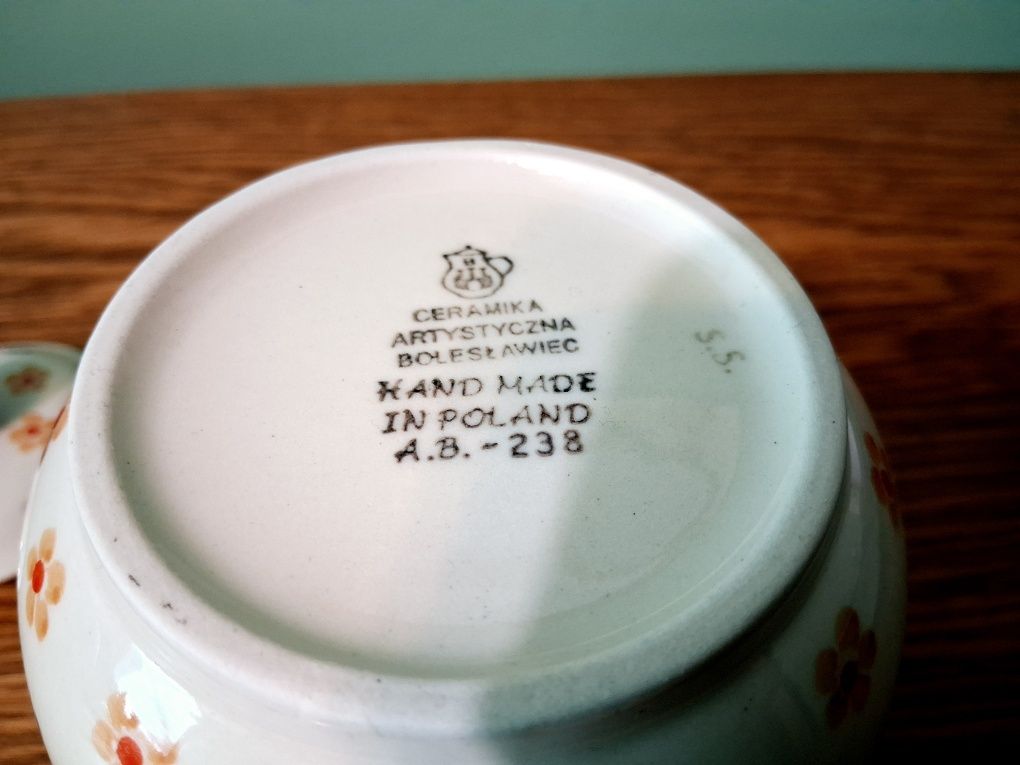 CERAMIKA
ARTYSTYCZNA
BOLESŁAWIEC
HAND MADE
IN POLAND
A.B.-238
S.S.